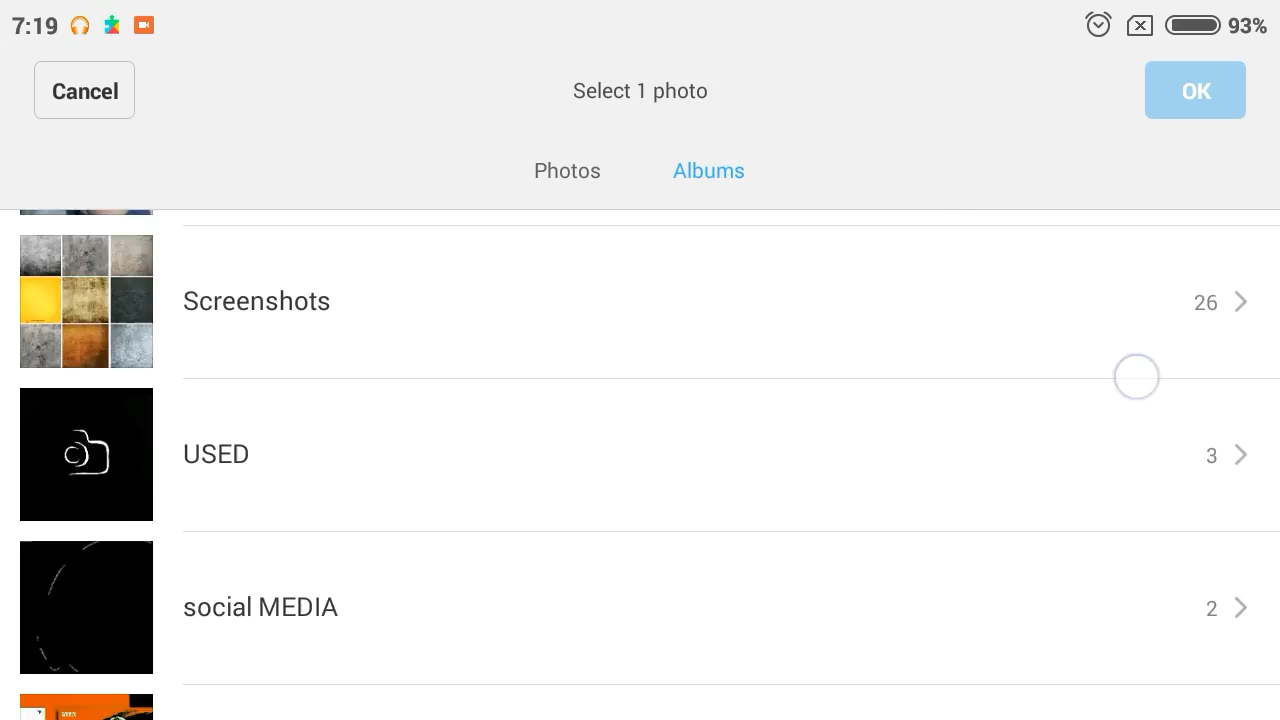 7:19
93%
Cancel
Select 1 photo
OK
Photos
Albums
Screenshots
26
USED
3
social MEDIA
2